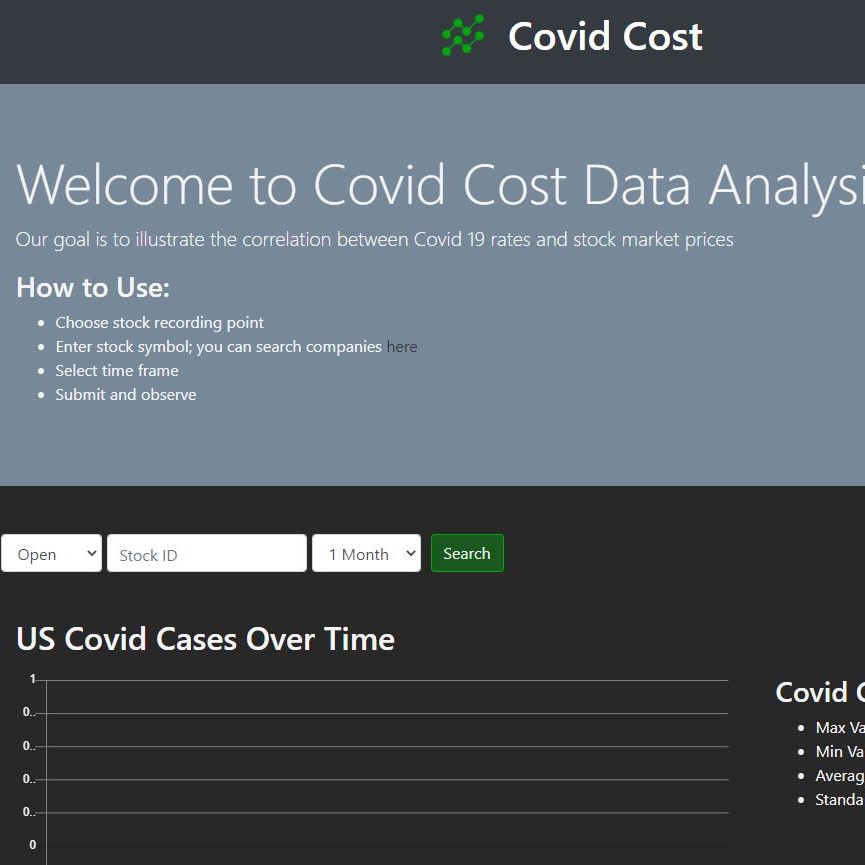 Covid Cost
Welcome to Covid Cost Data Analysi
Our goal is to illustrate the correlation between Covid 19 rates and stock market prices
How to Use:
Choose stock recording point
Enter stock symbol; you can search companies here
Select time frame
Submit and observe
Open Stock ID 1 Month Search
US Covid Cases Over Time
1
0..
0..
0..
0..
0
Covid
Max Va
Min Va
Averag
Standa